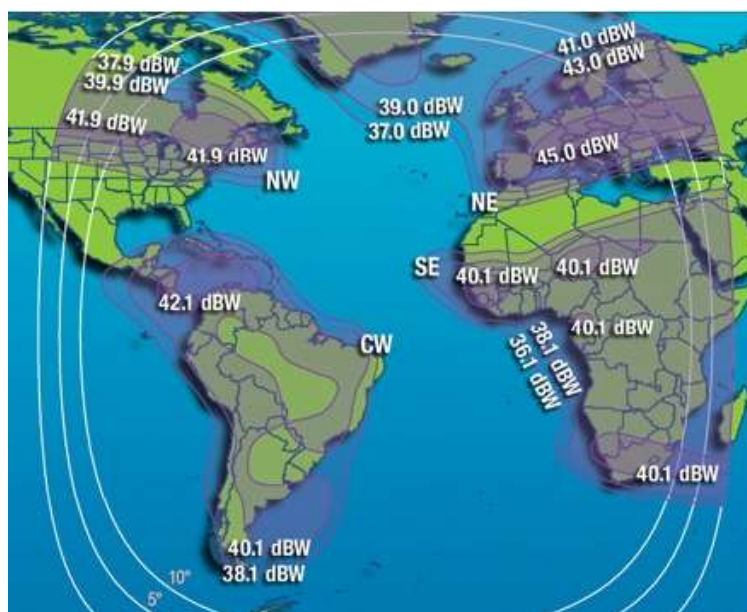 37.9 dBW
39.9 dBW
41.9 dBW
41.9 dBW
NW
39.0 dBW
37.0 dBW
41.0 dBW
43.0 dBW
45.0 dBW
NE
SE
40.1 dBW
40.1 dBW
40.1 dBW
38.1 dBW
36.1 dBW
42.1 dBW
CW
40.1 dBW
40.1 dBW
38.1 dBW
10°
5°